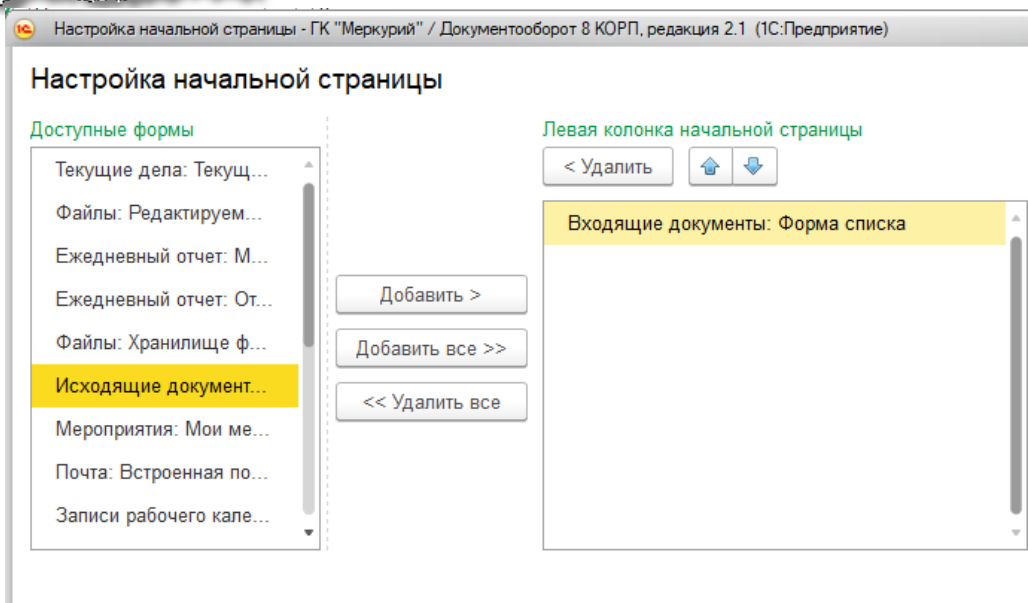 Настройка начальной страницы - ГК "Меркурий" / Документооборот 8 КОРП, редакция 2.1 (1С:Предприятие)
Настройка начальной страницы
Доступные формы
Текущие дела: Текущ...
Файлы: Редактируем...
Ежедневный отчет: М...
Ежедневный отчет: От...
Файлы: Хранилище ф...
Исходящие документ...
Мероприятия: Мои ме...
Почта: Встроенная по...
Записи рабочего кале...
Добавить >
Добавить все >>
<< Удалить все
Левая колонка начальной страницы
< Удалить
Входящие документы: Форма списка